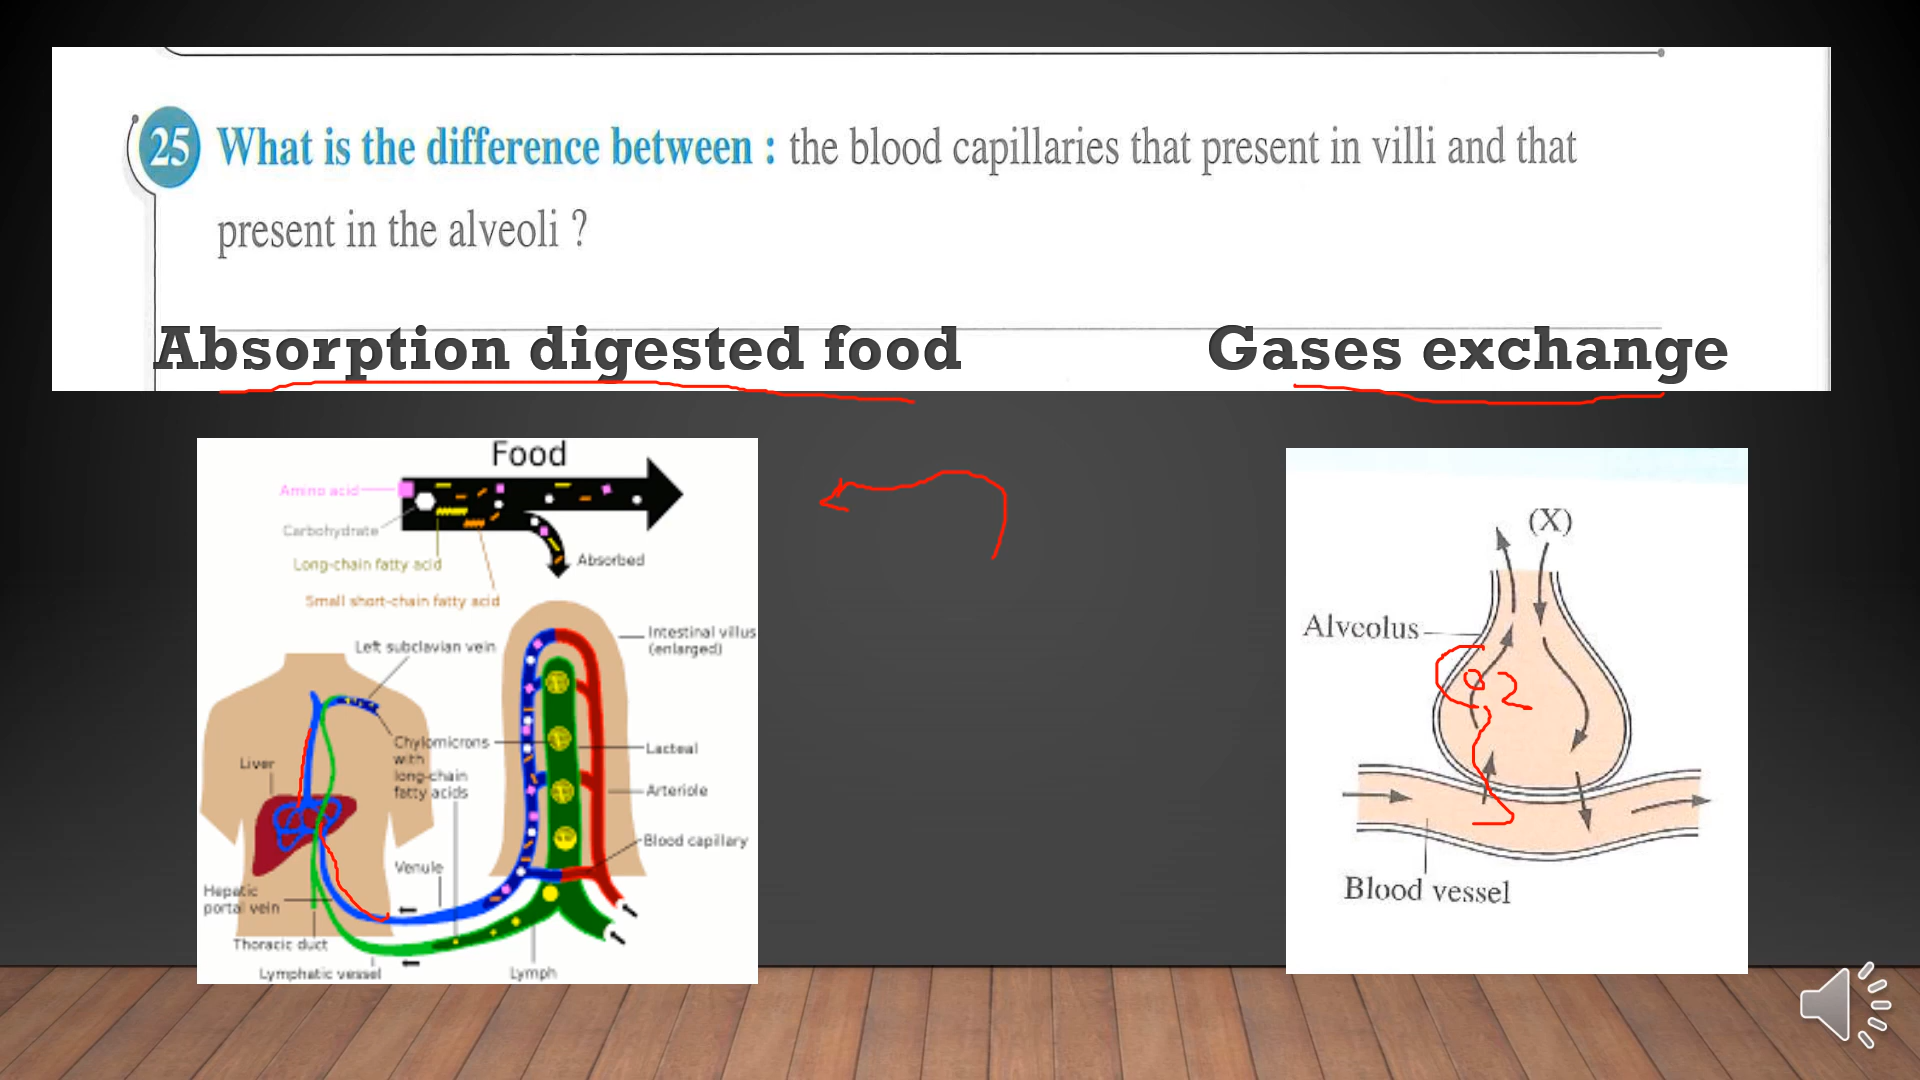 25 What is the difference between : the blood capillaries that present in villi and that
present in the alveoli ?
Absorption digested food
Gases exchange
Food
Amino acid
Carbohydrate
Long-chain fatty acid
Absorbed
Small short-chain fatty acid
Left subclavian vein
Intestinal villus
(enlarged)
Chylomicrons
with
long-chain
fatty acids
Lacteal
Liver
Arteriole
Blood capillary
Venule
Hepatic
portal vein
Thoracic duct
Lymphatic vessel
Lymph
(X)
Alveolus
O2
Blood vessel